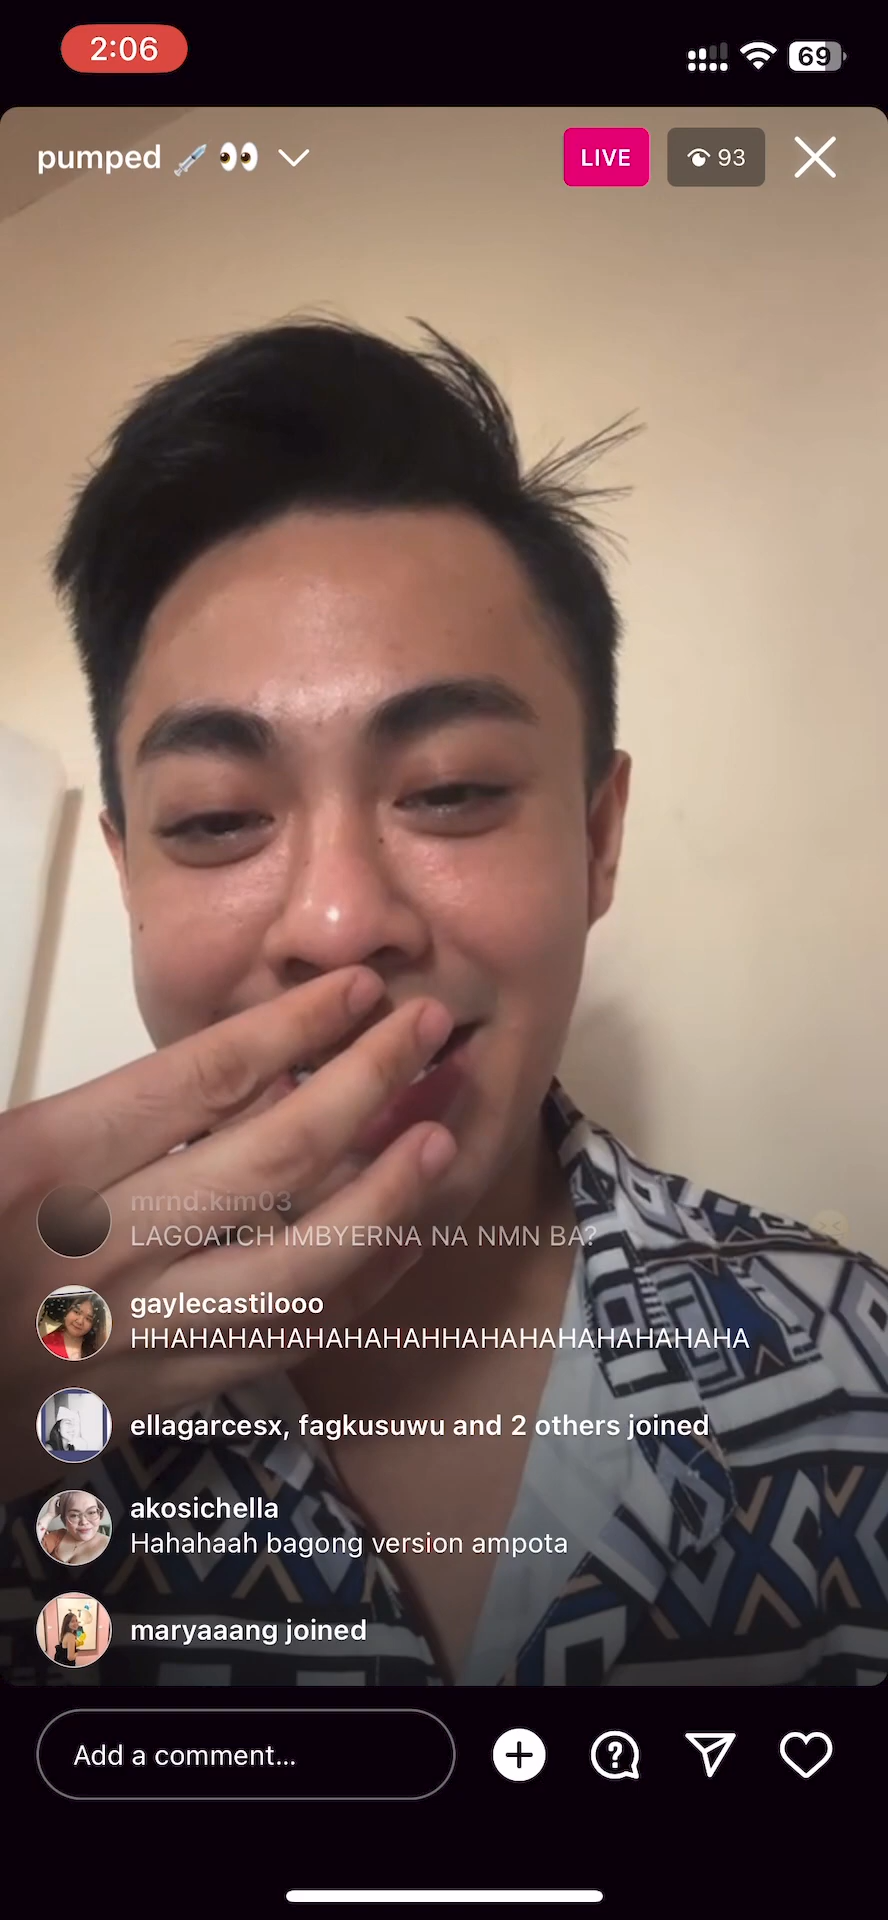 2:06
69
pumped 💉 👀
LIVE
93
mrnd.kim03
LAGOATCH IMBYERNA NA NMN BA?
gaylecastilooo
HHAHAHAHAHAHAHAHHAHAHAHAHAHAHAHA
ellagarcesx, fagkusuwu and 2 others joined
akosichella
Hahahaah bagong version ampota
maryaaang joined
Add a comment...